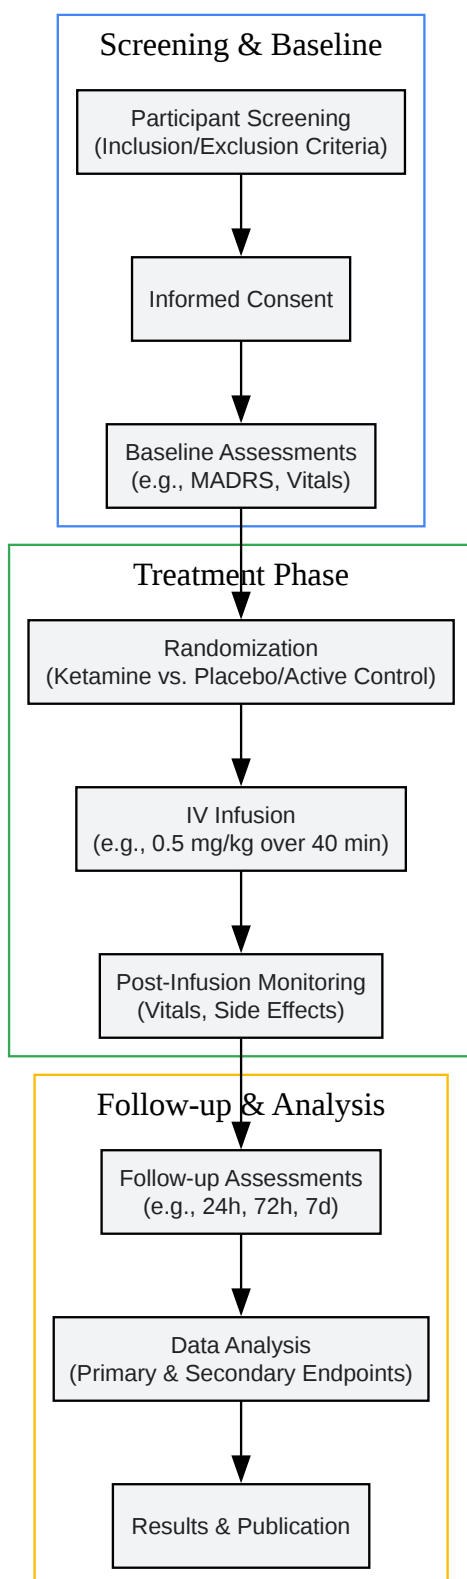 Screening & Baseline
Participant Screening
(Inclusion/Exclusion Criteria)
Informed Consent
Baseline Assessments
(e.g., MADRS, Vitals)
Treatment Phase
Randomization
(Ketamine vs. Placebo/Active Control)
IV Infusion
(e.g., 0.5 mg/kg over 40 min)
Post-Infusion Monitoring
(Vitals, Side Effects)
Follow-up & Analysis
Follow-up Assessments
(e.g., 24h, 72h, 7d)
Data Analysis
(Primary & Secondary Endpoints)
Results & Publication